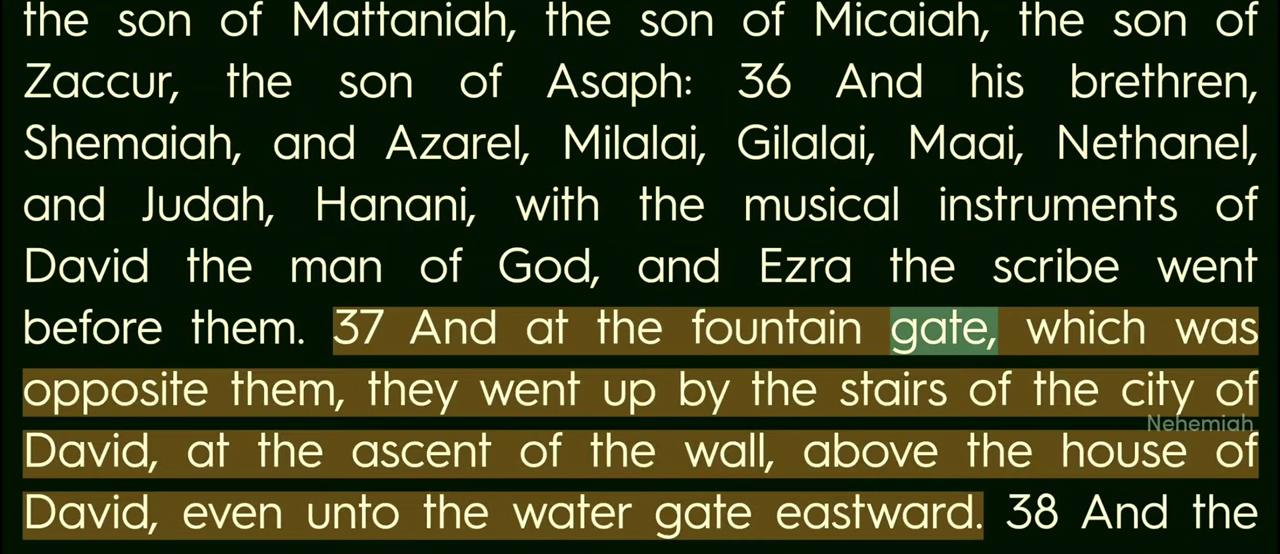 the son of Mattaniah, the son of Micaiah, the son of
Zaccur, the son of Asaph: 36 And his brethren,
Shemaiah, and Azarel, Milalai, Gilalai, Maai, Nethanel,
and Judah, Hanani, with the musical instruments of
David the man of God, and Ezra the scribe went
before them. 37 And at the fountain gate, which was
opposite them, they went up by the stairs of the city of
Nehemiah
David, at the ascent of the wall, above the house of
David, even unto the water gate eastward. 38 And the